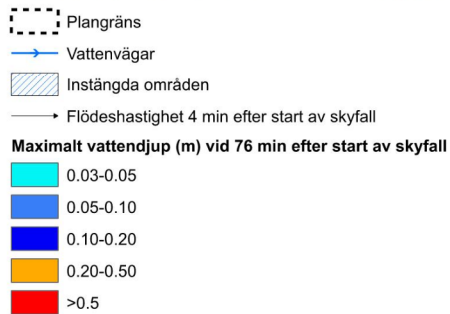 Plangräns
Vattenvägar
Instängda områden
Flödeshastighet 4 min efter start av skyfall
Maximalt vattendjup (m) vid 76 min efter start av skyfall
0.03-0.05
0.05-0.10
0.10-0.20
0.20-0.50
>0.5